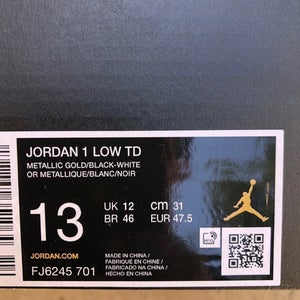 JORDAN 1 LOW TD
METALLIC GOLD/BLACK-WHITE
OR METALLIQUE/BLANC/NOIR
13
UK 12 cm 31
BR 46 EUR 47.5
JORDAN.COM
FJ6245 701
MADE IN CHINA /
FABRIQUE EN CHINE /
FABRICADO NA CHINA /
HECHO EN CHINA